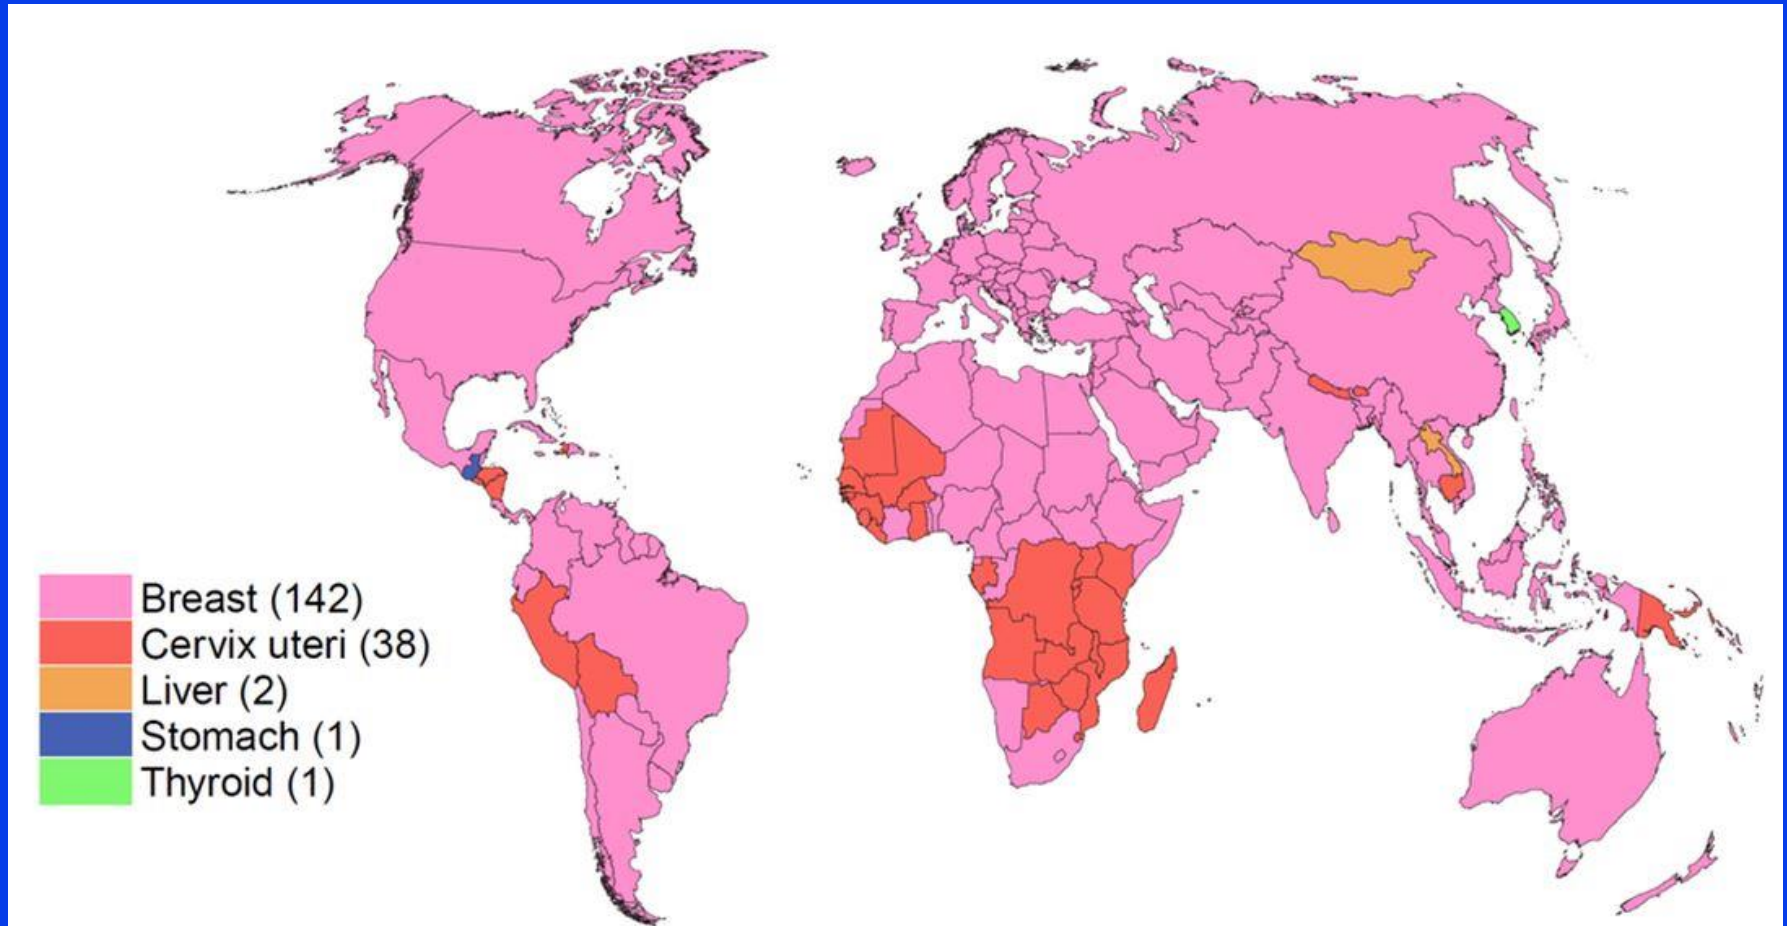 Breast (142)
Cervix uteri (38)
Liver (2)
Stomach (1)
Thyroid (1)